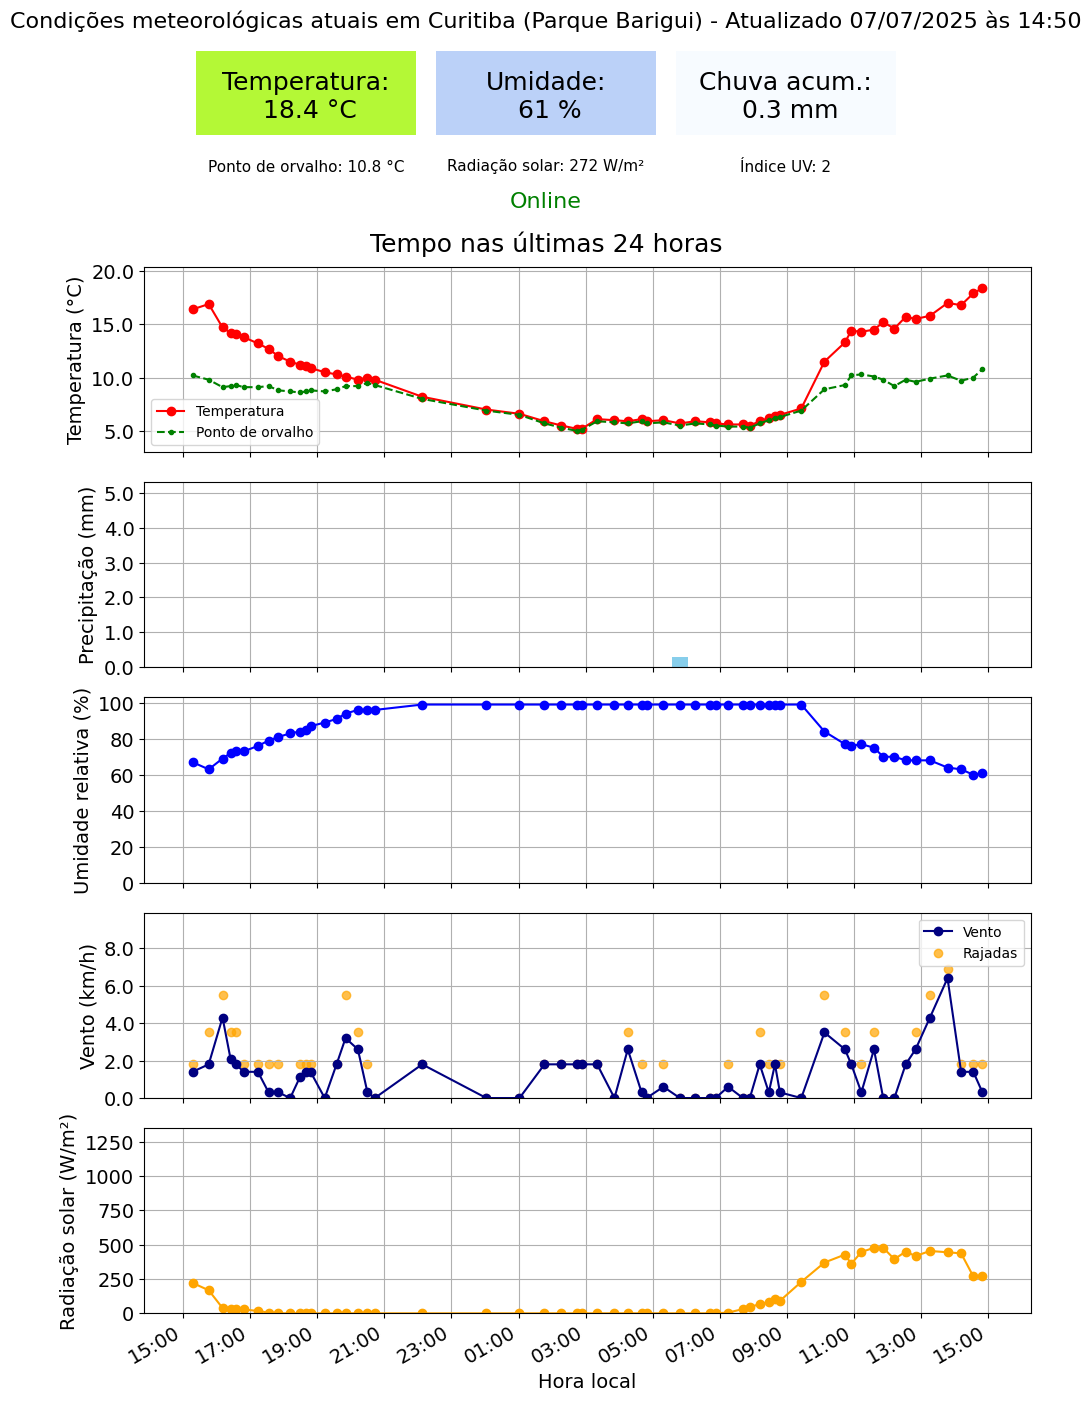 Condições meteorológicas atuais em Curitiba (Parque Barigui) - Atualizado 07/07/2025 às 14:50
Temperatura:
18.4 °C
Umidade:
61 %
Chuva acum.:
0.3 mm
Ponto de orvalho: 10.8 °C
Radiação solar: 272 W/m²
Índice UV: 2
Online
Tempo nas últimas 24 horas
Temperatura (°C)
20.0
15.0
10.0
5.0
Temperatura
Ponto de orvalho
Precipitação (mm)
5.0
4.0
3.0
2.0
1.0
0.0
Umidade relativa (%)
100
80
60
40
20
0
Vento (km/h)
8.0
6.0
4.0
2.0
0.0
Vento
Rajadas
Radiação solar (W/m²)
1250
1000
750
500
250
0
15:00
17:00
19:00
21:00
23:00
01:00
03:00
05:00
07:00
09:00
11:00
13:00
15:00
Hora local